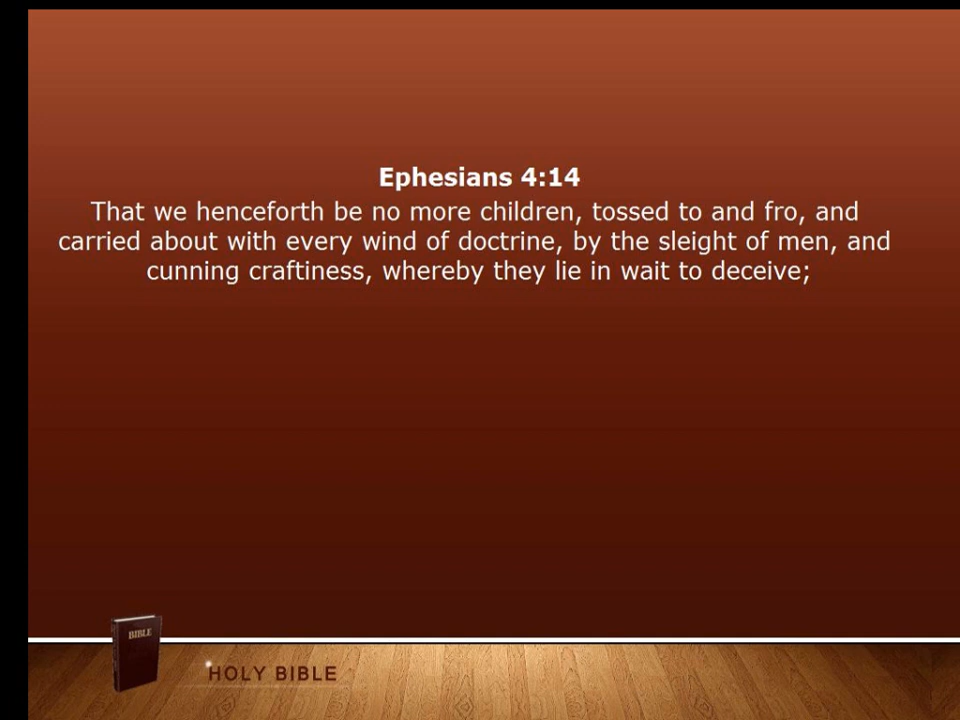 Ephesians 4:14
That we henceforth be no more children, tossed to and fro, and
carried about with every wind of doctrine, by the sleight of men, and
cunning craftiness, whereby they lie in wait to deceive;
BIBLE
HOLY BIBLE